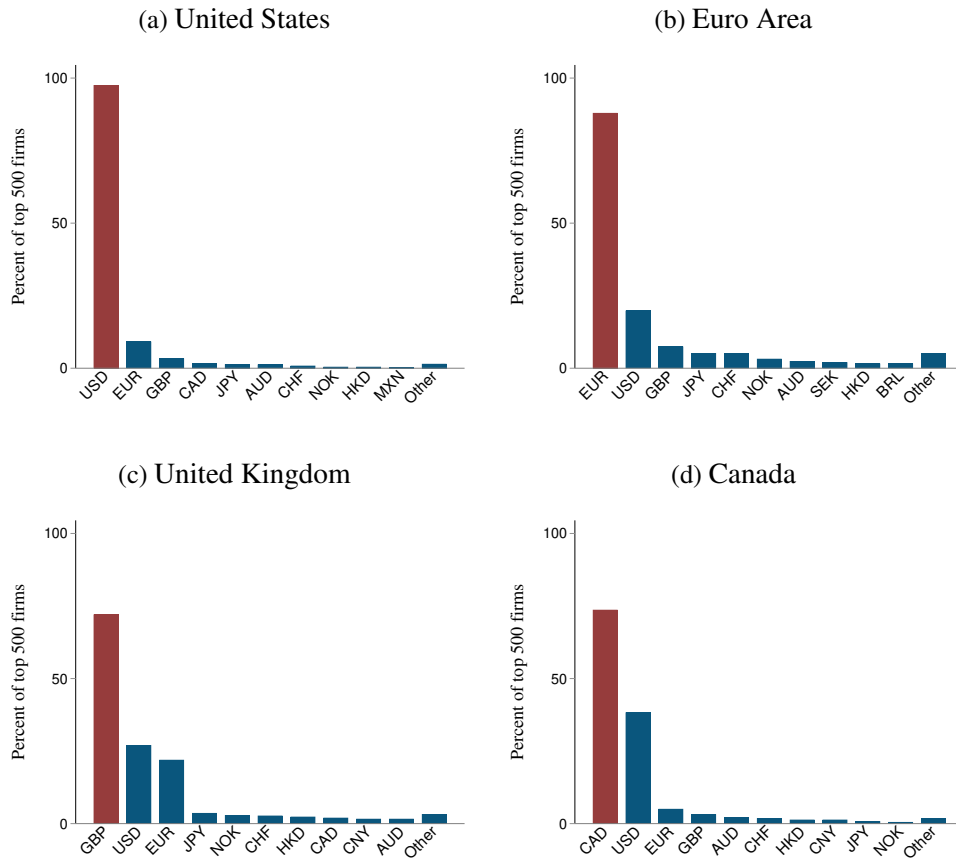 (a) United States
Percent of top 500 firms
100
50
0
USD EUR GBP CAD JPY AUD CHF NOK HKD MXN Other
(b) Euro Area
Percent of top 500 firms
100
50
0
EUR USD GBP JPY CHF NOK AUD SEK HKD BRL Other
(c) United Kingdom
Percent of top 500 firms
100
50
0
GBP USD EUR JPY NOK CHF HKD CAD CNY AUD Other
(d) Canada
Percent of top 500 firms
100
50
0
CAD USD EUR GBP AUD CHF HKD CNY JPY NOK Other